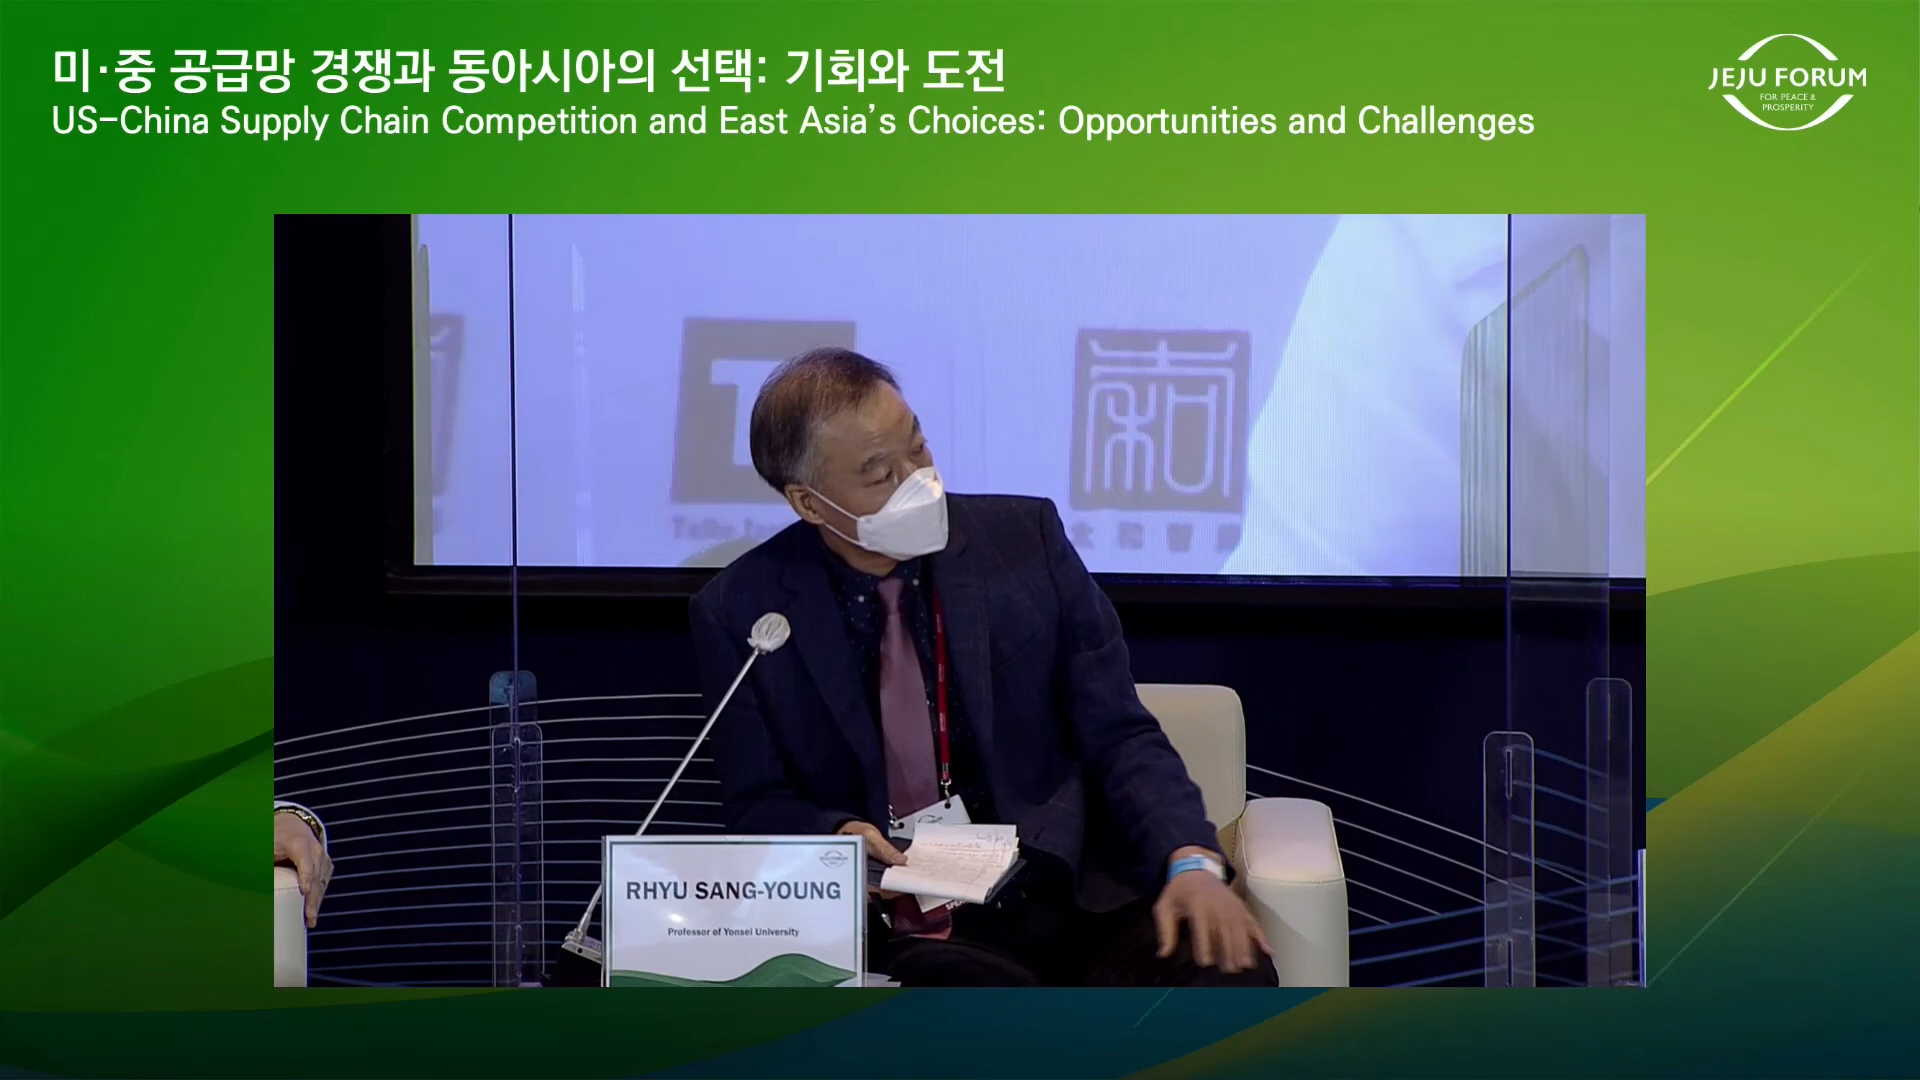 미·중 공급망 경쟁과 동아시아의 선택: 기회와 도전
US-China Supply Chain Competition and East Asia's Choices: Opportunities and Challenges
JEJU FORUM
FOR PEACE &
PROSPERITY
T
和
RHYU SANG-YOUNG
Professor of Yonsei University